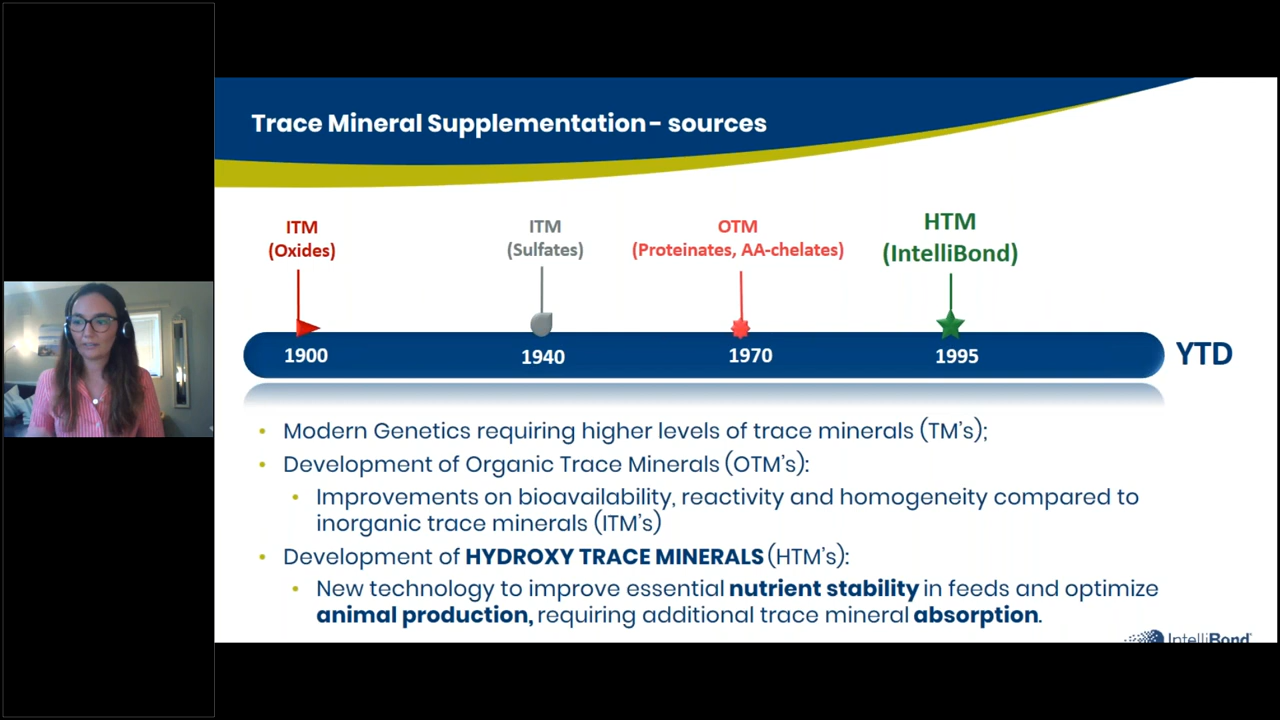 Trace Mineral Supplementation - sources
ITM
(Oxides)
ITM
(Sulfates)
OTM
(Proteinates, AA-chelates)
HTM
(IntelliBond)
1900
1940
1970
1995
YTD
• Modern Genetics requiring higher levels of trace minerals (TM's);
• Development of Organic Trace Minerals (OTM's):
• Improvements on bioavailability, reactivity and homogeneity compared to
inorganic trace minerals (ITM's)
• Development of HYDROXY TRACE MINERALS (HTM's):
• New technology to improve essential nutrient stability in feeds and optimize
animal production, requiring additional trace mineral absorption.
IntelliBond